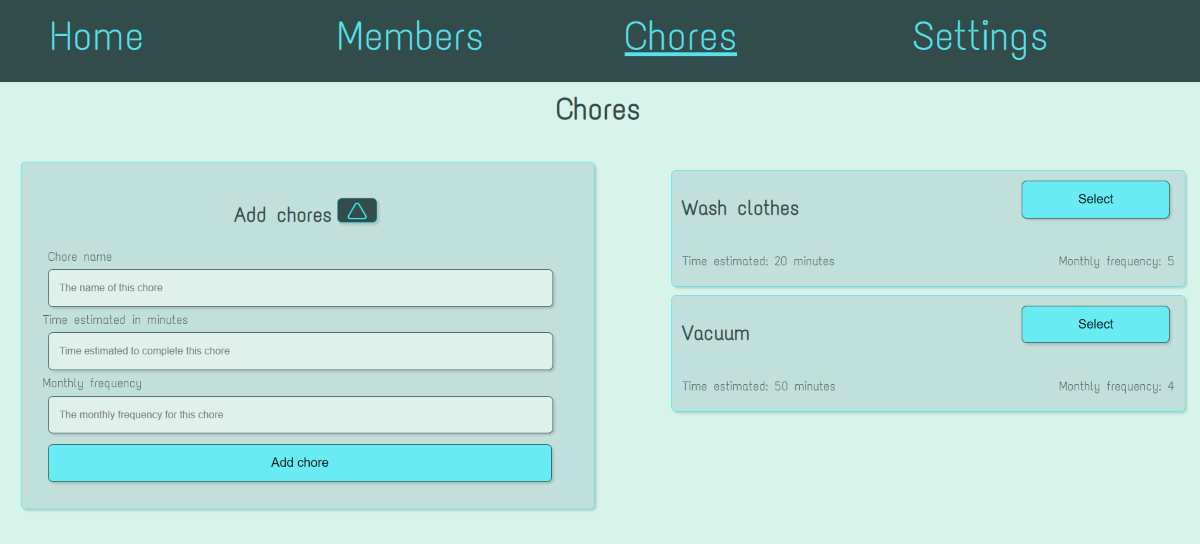 Home Members Chores Settings
Chores
Add chores
Chore name
The name of this chore
Time estimated in minutes
Time estimated to complete this chore
Monthly frequency
The monthly frequency for this chore
Add chore
Wash clothes
Select
Time estimated: 20 minutes Monthly frequency: 5
Vacuum
Select
Time estimated: 50 minutes Monthly frequency: 4